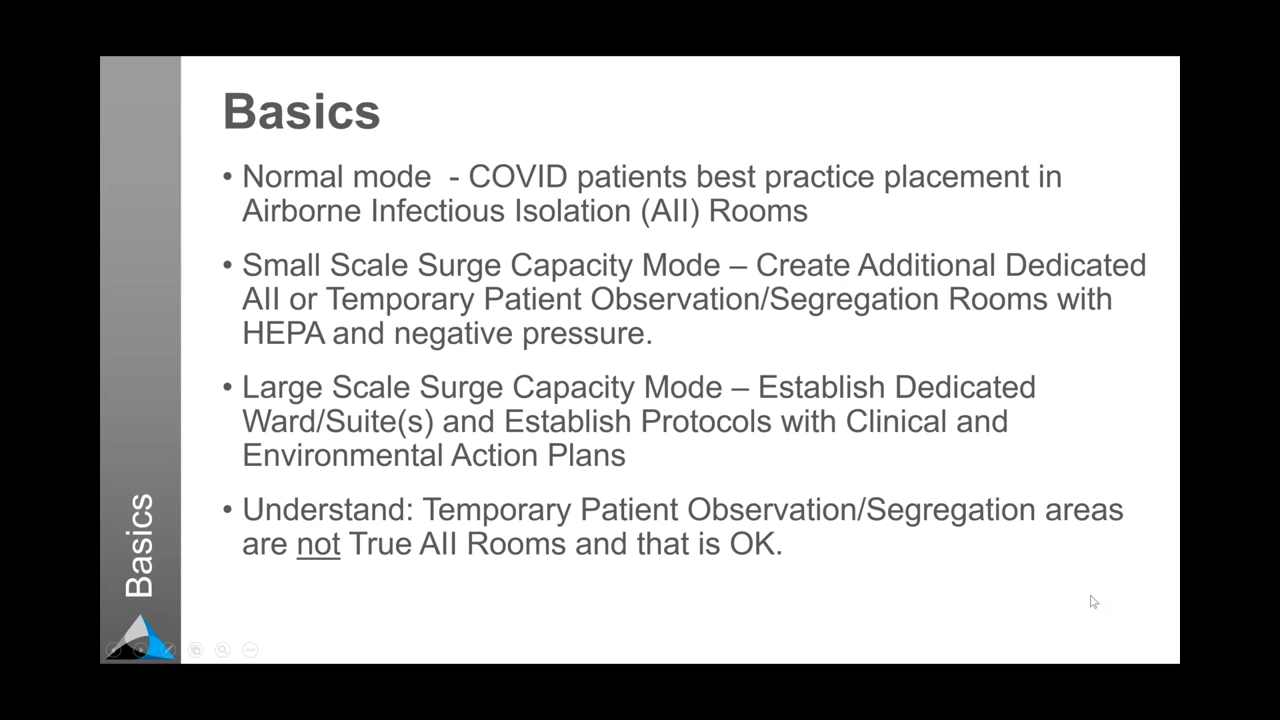 Basics
• Normal mode  - COVID patients best practice placement in
Airborne Infectious Isolation (AII) Rooms
• Small Scale Surge Capacity Mode – Create Additional Dedicated
AII or Temporary Patient Observation/Segregation Rooms with
HEPA and negative pressure.
• Large Scale Surge Capacity Mode – Establish Dedicated
Ward/Suite(s) and Establish Protocols with Clinical and
Environmental Action Plans
• Understand: Temporary Patient Observation/Segregation areas
are not True AII Rooms and that is OK.
Basics